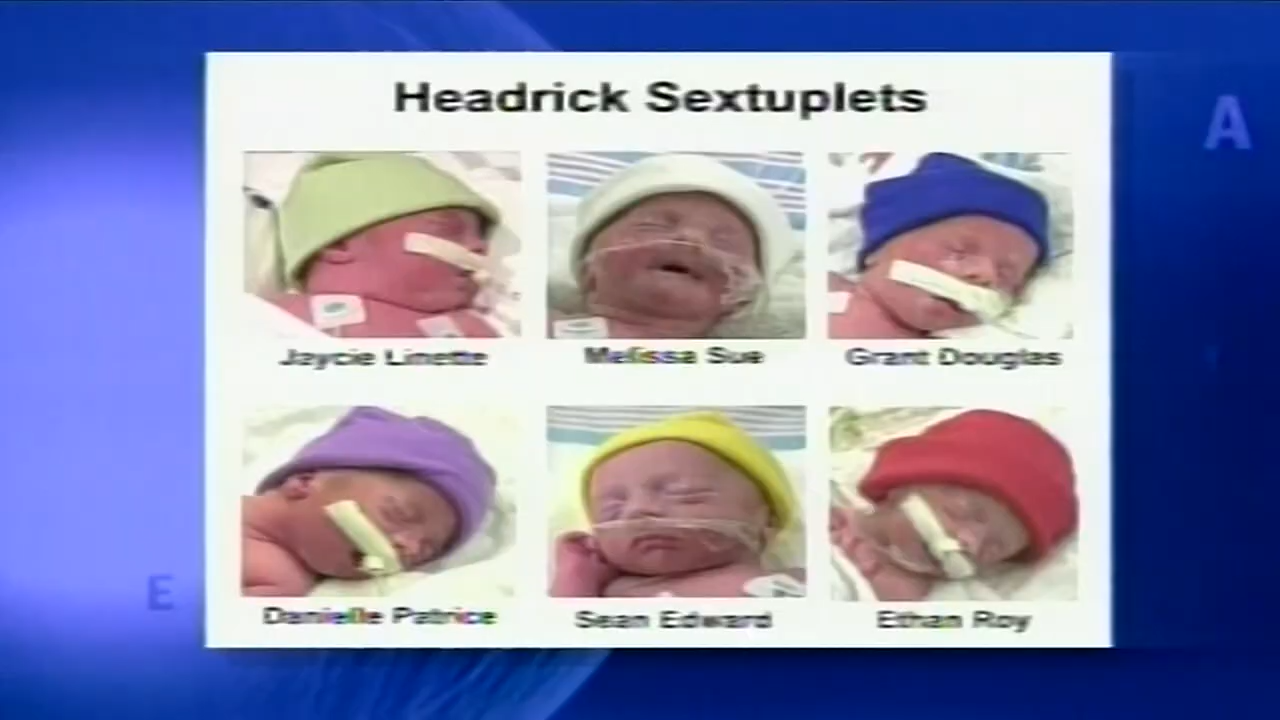 Headrick Sextuplets
A
Jaycie Linette
Melissa Sue
Grant Douglas
E
Danielle Patrice
Sean Edward
Ethan Roy